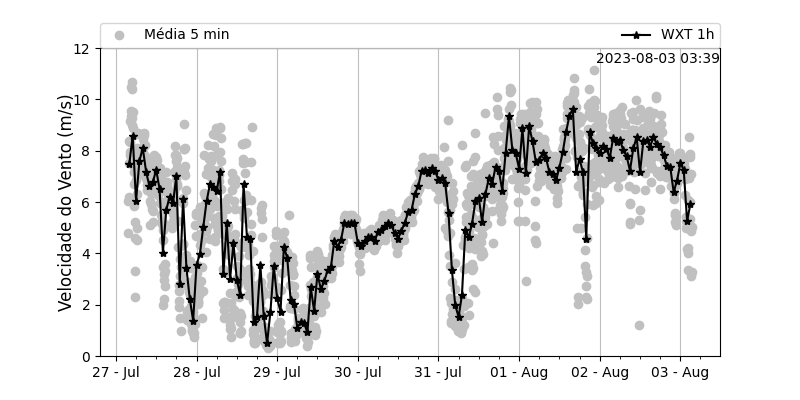 Média 5 min
WXT 1h
2023-08-03 03:39
Velocidade do Vento (m/s)
12
10
8
6
4
2
0
27 - Jul
28 - Jul
29 - Jul
30 - Jul
31 - Jul
01 - Aug
02 - Aug
03 - Aug